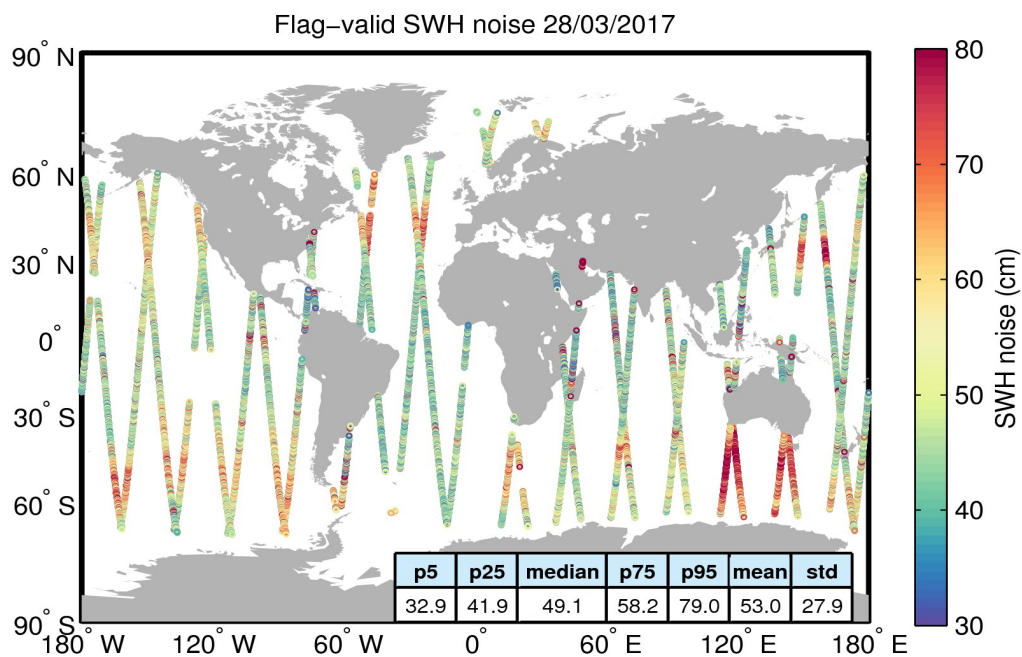 Flag−valid SWH noise 28/03/2017
90° N
60° N
30° N
0°
30° S
60° S
90° S
180° W
120° W
60° W
0°
60° E
120° E
180° E
p5 p25 median p75 p95 mean std
32.9 41.9 49.1 58.2 79.0 53.0 27.9
80
70
60
50
40
30
SWH noise (cm)